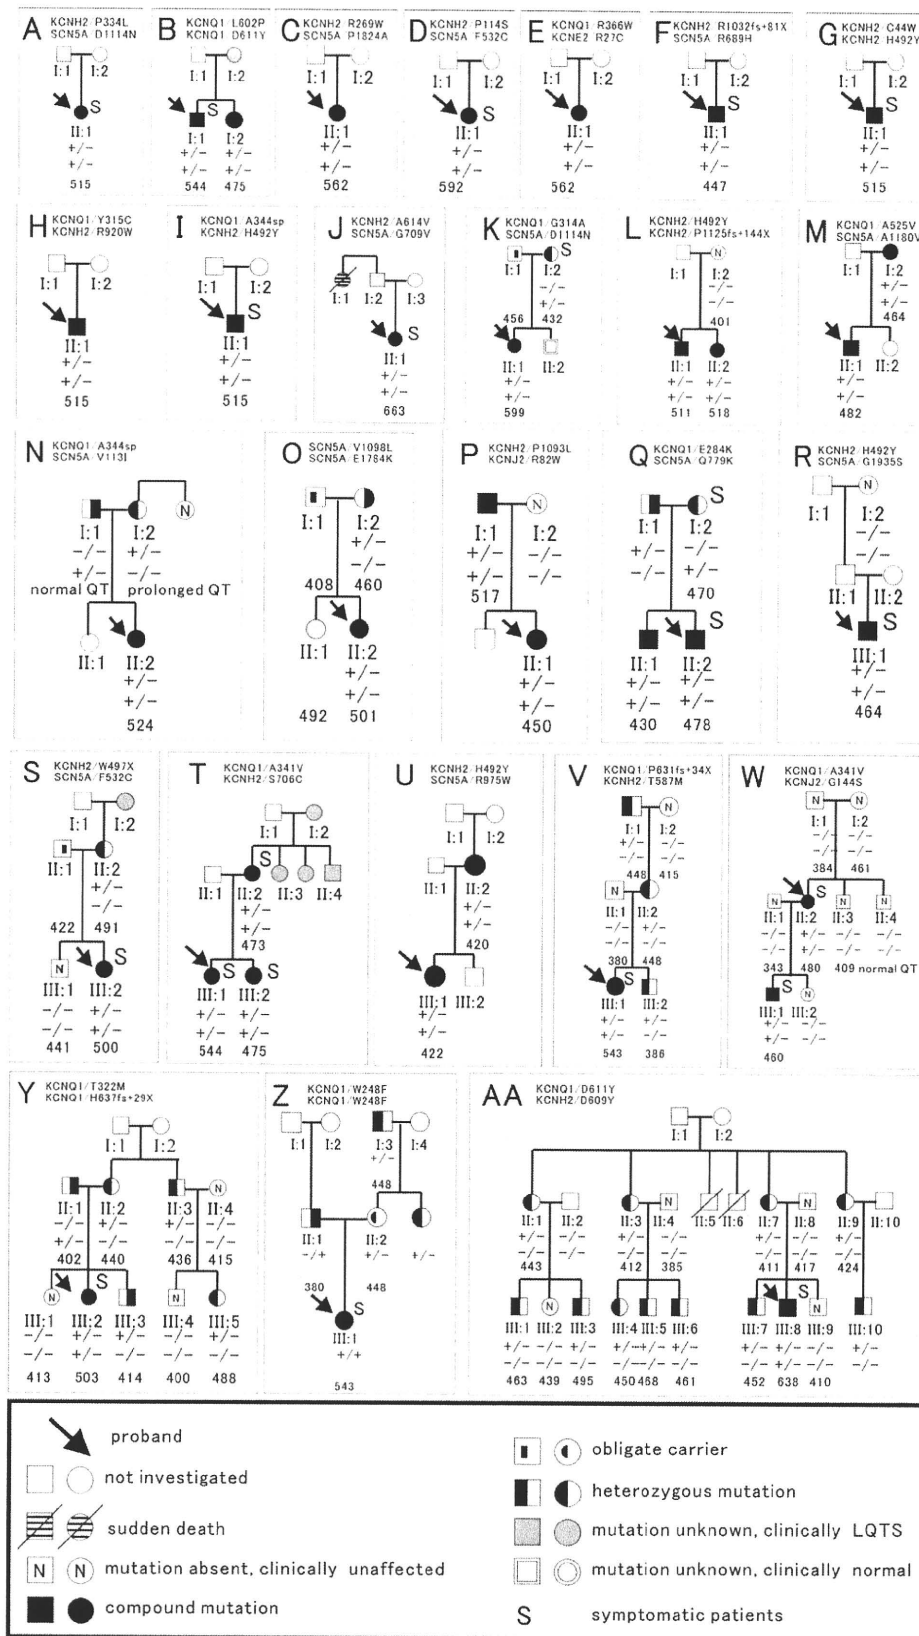 A KCNH2/P334L
SCN5A/D1114N
I:1 I:2
S
II:1
+/−
+/−
515
B KCNQ1/L602P
KCNQ1/D611Y
I:1 I:2
S
I:1 I:2
+/− +/−
+/− +/−
544 475
C KCNH2/R269W
SCN5A/P1824A
I:1 I:2
II:1
+/−
+/−
562
D KCNH2/P114S
SCN5A/F532C
I:1 I:2
S
II:1
+/−
+/−
592
E KCNQ1/R366W
KCNE2/R27C
I:1 I:2
II:1
+/−
+/−
562
F KCNH2/R1032fs+81X
SCN5A/R689H
I:1 I:2
S
II:1
+/−
+/−
447
G KCNH2/C44W
KCNH2/H492Y
I:1 I:2
S
II:1
+/−
+/−
515
H KCNQ1/Y315C
KCNH2/R920W
I:1 I:2
II:1
+/−
+/−
515
I KCNQ1/A344sp
KCNH2/H492Y
I:1 I:2
S
II:1
+/−
+/−
515
J KCNH2/A614V
SCN5A/G709V
I:1 I:2 I:3
S
II:1
+/−
+/−
663
K KCNQ1/G314A
SCN5A/D1114N
S
I:1 I:2
−/−
+/−
456 432
II:1 II:2
+/−
+/−
599
L KCNH2/H492Y
KCNH2/P1125fs+144X
N
I:1 I:2
−/−
−/−
401
II:1 II:2
+/− +/−
+/− +/−
511 518
M KCNQ1/A525V
SCN5A/A1180V
I:1 I:2
+/−
+/−
464
II:1 II:2
+/−
+/−
482
N KCNQ1/A344sp
SCN5A/V113I
N
I:1 I:2
−/− +/−
+/− −/−
normal QT prolonged QT
II:1 II:2
+/−
+/−
524
O SCN5A/V1098L
SCN5A/E1784K
I:1 I:2
+/−
−/−
408 460
II:1 II:2
+/−
+/−
492 501
P KCNH2/P1093L
KCNJ2/R82W
N
I:1 I:2
+/− −/−
+/− −/−
517
II:1
+/−
+/−
450
Q KCNQ1/E284K
SCN5A/Q779K
S
I:1 I:2
+/− −/−
−/− +/−
470
S
II:1 II:2
+/− +/−
+/− +/−
430 478
R KCNH2/H492Y
SCN5A/G1935S
N
I:1 I:2
−/−
−/−
II:1 II:2
S
III:1
+/−
+/−
464
S KCNH2/W497X
SCN5A/F532C
I:1 I:2
II:1 II:2
+/−
−/−
422 491
N S
III:1 III:2
−/− +/−
−/− +/−
441 500
T KCNQ1/A341V
KCNH2/S706C
I:1 I:2
S
II:1 II:2 II:3 II:4
+/−
+/−
473
S S
III:1 III:2
+/− +/−
+/− +/−
544 475
U KCNH2/H492Y
SCN5A/R975W
I:1 I:2
II:1 II:2
+/−
+/−
420
III:1 III:2
+/−
+/−
422
V KCNQ1/P631fs+34X
KCNH2/T587M
N
I:1 I:2
+/− −/−
−/− −/−
448 415
N
II:1 II:2
−/− +/−
−/− −/−
380 448
S
III:1 III:2
+/− +/−
+/− −/−
543 386
W KCNQ1/A341V
KCNJ2/G144S
N N
I:1 I:2
−/− −/−
−/− −/−
384 461
S
N N N
II:1 II:2 II:3 II:4
−/− +/− −/− −/−
−/− +/− −/− −/−
343 480 409 normal QT
N
III:1 III:2
+/− −/−
+/− −/−
460
Y KCNQ1/T322M
KCNQ1/H637fs+29X
I:1 I:2
N
II:1 II:2 II:3 II:4
−/− +/− +/− −/−
+/− −/− −/− −/−
402 440 436 415
N S N
III:1 III:2 III:3 III:4 III:5
−/− +/− +/− −/− +/−
−/− +/− −/− −/− −/−
413 503 414 400 488
Z KCNQ1/W248F
KCNQ1/W248F
I:1 I:2 I:3 I:4
+/−
448
II:1 II:2
−/+ +/− +/−
380 448
S
III:1
+/+
543
AA KCNQ1/D611Y
KCNH2/D609Y
I:1 I:2
N N
II:1 II:2 II:3 II:4 II:5 II:6 II:7 II:8 II:9 II:10
+/− +/− −/− +/− −/− +/−
−/− −/− −/− −/− −/− −/−
443 412 385 411 417 424
N S N
III:1 III:2 III:3 III:4 III:5 III:6 III:7 III:8 III:9 III:10
+/− −/− +/− +/− +/− +/− +/− +/− −/− +/−
−/− −/− −/− −/− −/− −/− −/− +/− −/− −/−
463 439 495 450 468 461 452 638 410
proband
not investigated
sudden death
N N mutation absent, clinically unaffected
compound mutation
obligate carrier
heterozygous mutation
mutation unknown, clinically LQTS
mutation unknown, clinically normal
S symptomatic patients